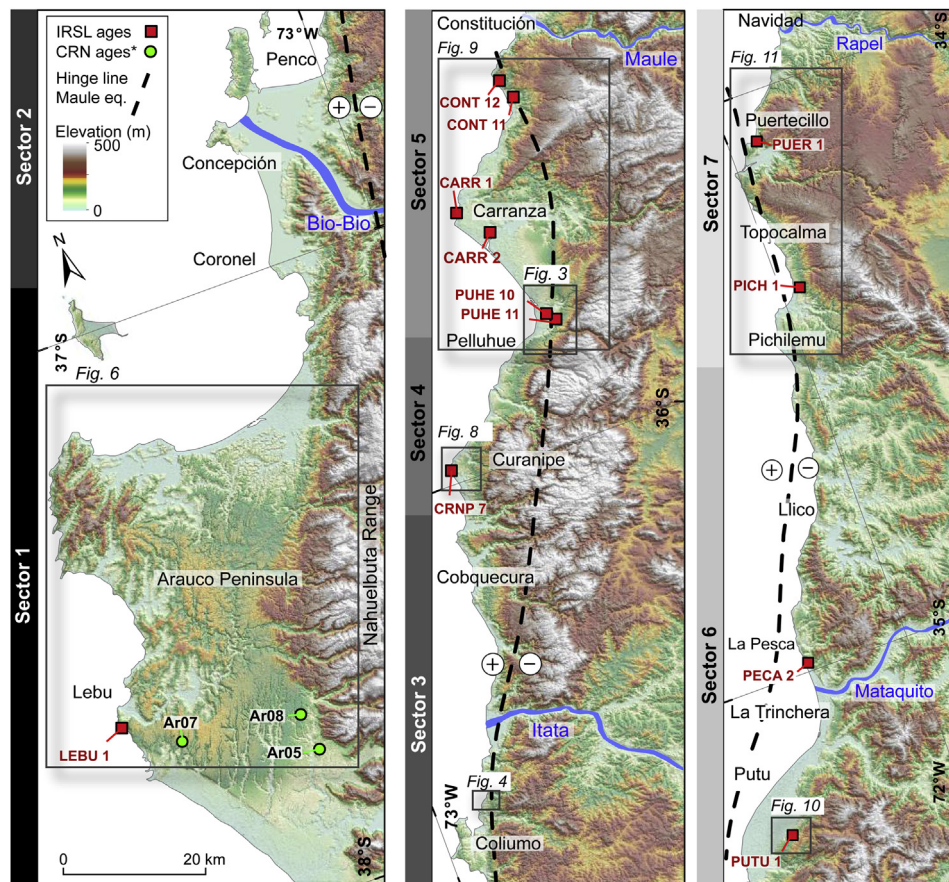 IRSL ages
CRN ages*
Hinge line
Maule eq.
Elevation (m)
500
0
Sector 2
Sector 1
73°W
Penco
+
−
Concepción
Bio-Bio
Coronel
N
37°S
Fig. 6
Arauco Peninsula
Nahuelbuta Range
Lebu
LEBU 1
Ar07
Ar08
Ar05
0
20 km
38°S
Constitución
Fig. 9
Maule
CONT 12
CONT 11
Sector 5
CARR 1
Carranza
CARR 2
Fig. 3
PUHE 10
PUHE 11
Pelluhue
Sector 4
36°S
Fig. 8
Curanipe
CRNP 7
Sector 3
Cobquecura
+
−
Itata
Fig. 4
73°W
Coliumo
Navidad
34°S
Rapel
Fig. 11
Puertecillo
PUER 1
Sector 7
Topocalma
PICH 1
Pichilemu
+
−
Llico
Sector 6
35°S
La Pesca
PECA 2
Mataquito
La Trinchera
Putu
72°W
Fig. 10
PUTU 1